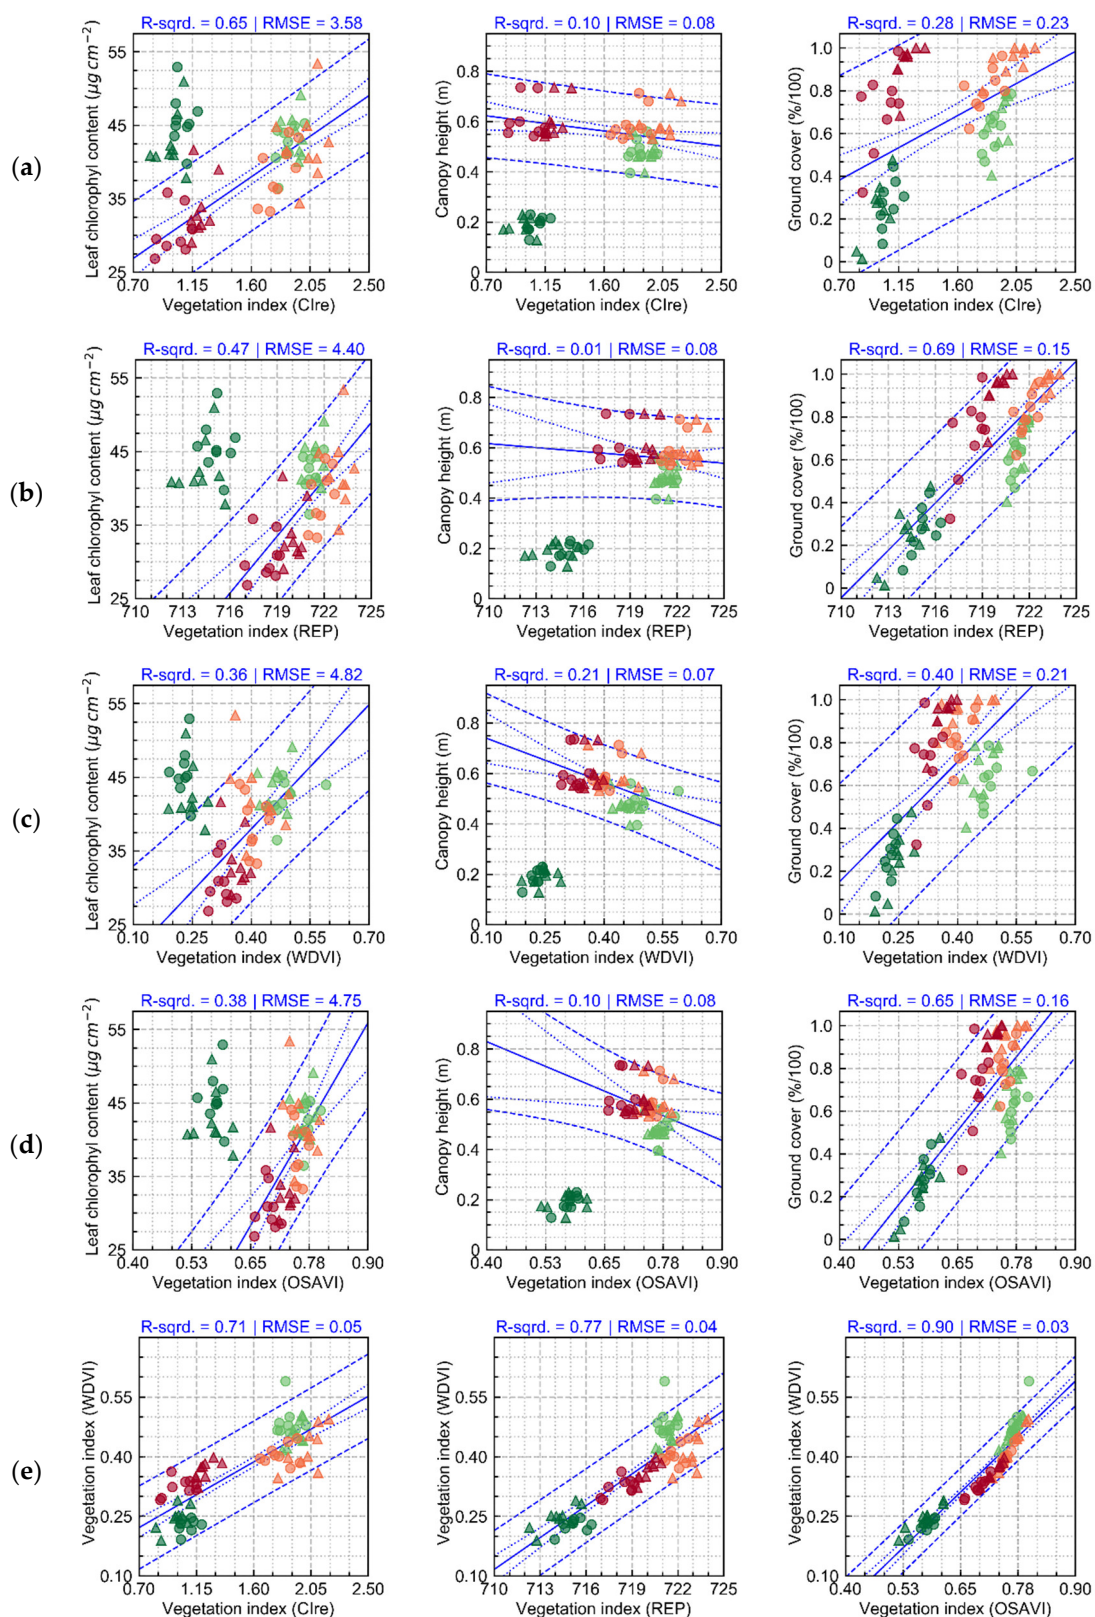 R-sqrd. = 0.65 | RMSE = 3.58
R-sqrd. = 0.10 | RMSE = 0.08
R-sqrd. = 0.28 | RMSE = 0.23
(a)
Leaf chlorophyll content (µg cm−2)
55
45
35
25
0.70 1.15 1.60 2.05 2.50
Vegetation index (CIre)
Canopy height (m)
0.8
0.6
0.4
0.2
0
0.70 1.15 1.60 2.05 2.50
Vegetation index (CIre)
Ground cover (%/100)
1.0
0.8
0.6
0.4
0.2
0
0.70 1.15 1.60 2.05 2.50
Vegetation index (CIre)
R-sqrd. = 0.47 | RMSE = 4.40
R-sqrd. = 0.01 | RMSE = 0.08
R-sqrd. = 0.69 | RMSE = 0.15
(b)
Leaf chlorophyll content (µg cm−2)
55
45
35
25
710 713 716 719 722 725
Vegetation index (REP)
Canopy height (m)
0.8
0.6
0.4
0.2
0
710 713 716 719 722 725
Vegetation index (REP)
Ground cover (%/100)
1.0
0.8
0.6
0.4
0.2
0
710 713 716 719 722 725
Vegetation index (REP)
R-sqrd. = 0.36 | RMSE = 4.82
R-sqrd. = 0.21 | RMSE = 0.07
R-sqrd. = 0.40 | RMSE = 0.21
(c)
Leaf chlorophyll content (µg cm−2)
55
45
35
25
0.10 0.25 0.40 0.55 0.70
Vegetation index (WDVI)
Canopy height (m)
0.8
0.6
0.4
0.2
0
0.10 0.25 0.40 0.55 0.70
Vegetation index (WDVI)
Ground cover (%/100)
1.0
0.8
0.6
0.4
0.2
0
0.10 0.25 0.40 0.55 0.70
Vegetation index (WDVI)
R-sqrd. = 0.38 | RMSE = 4.75
R-sqrd. = 0.10 | RMSE = 0.08
R-sqrd. = 0.65 | RMSE = 0.16
(d)
Leaf chlorophyll content (µg cm−2)
55
45
35
25
0.40 0.53 0.65 0.78 0.90
Vegetation index (OSAVI)
Canopy height (m)
0.8
0.6
0.4
0.2
0
0.40 0.53 0.65 0.78 0.90
Vegetation index (OSAVI)
Ground cover (%/100)
1.0
0.8
0.6
0.4
0.2
0
0.40 0.53 0.65 0.78 0.90
Vegetation index (OSAVI)
R-sqrd. = 0.71 | RMSE = 0.05
R-sqrd. = 0.77 | RMSE = 0.04
R-sqrd. = 0.90 | RMSE = 0.03
(e)
Vegetation index (WDVI)
0.55
0.40
0.25
0.10
0.70 1.15 1.60 2.05 2.50
Vegetation index (CIre)
Vegetation index (WDVI)
0.55
0.40
0.25
0.10
710 713 716 719 722 725
Vegetation index (REP)
Vegetation index (WDVI)
0.55
0.40
0.25
0.10
0.40 0.53 0.65 0.78 0.90
Vegetation index (OSAVI)